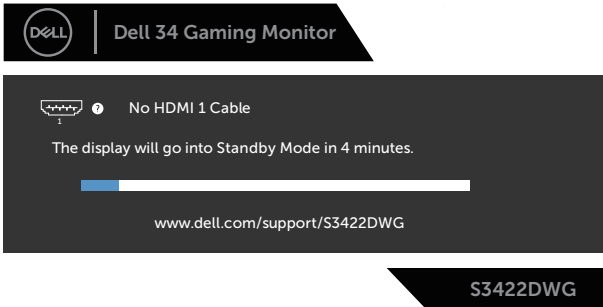 DELL
Dell 34 Gaming Monitor
? No HDMI 1 Cable
1
The display will go into Standby Mode in 4 minutes.
www.dell.com/support/S3422DWG
S3422DWG